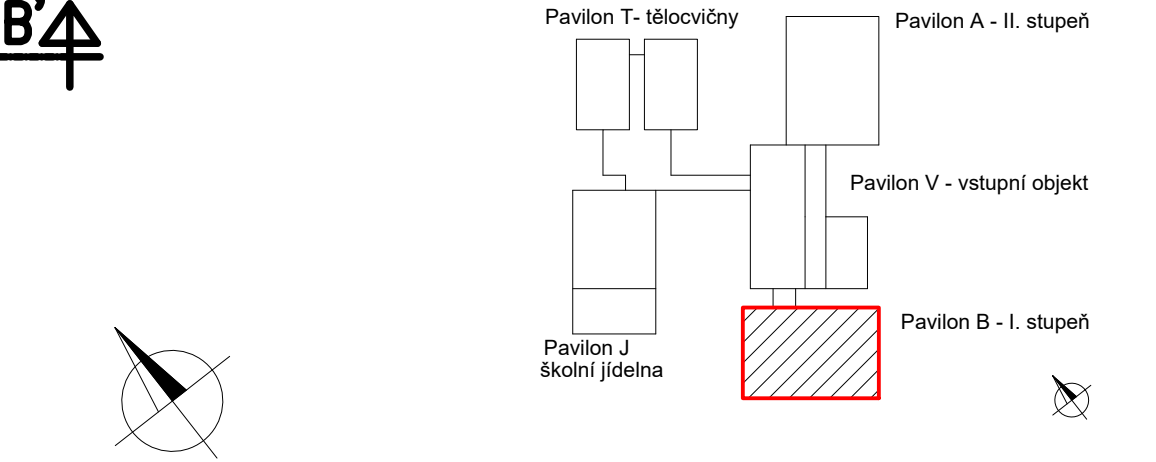 B'
Pavilon T- tělocvičny
Pavilon A - II. stupeň
Pavilon V - vstupní objekt
Pavilon B - I. stupeň
Pavilon J
školní jídelna